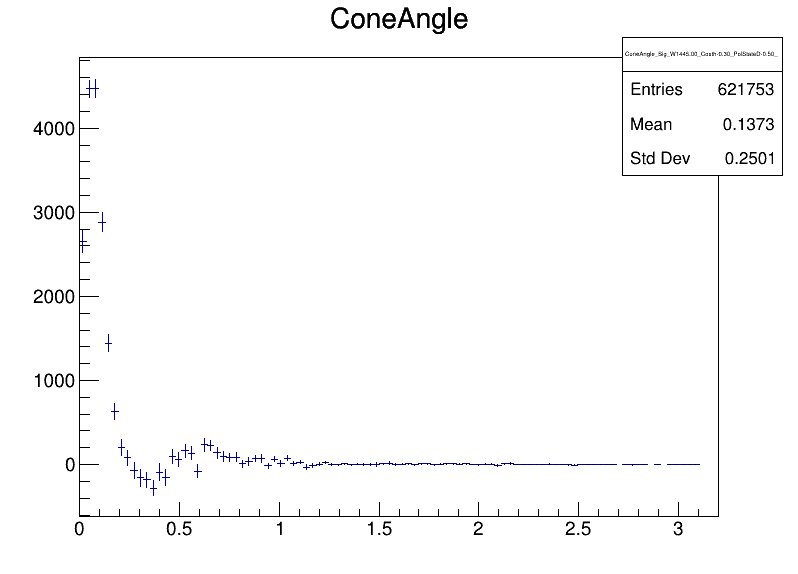 ConeAngle
ConeAngle_Sig_W1445.00_Costh-0.30_PolStateD-0.50_
Entries 621753
Mean 0.1373
Std Dev 0.2501
4000
3000
2000
1000
0
0 0.5 1 1.5 2 2.5 3